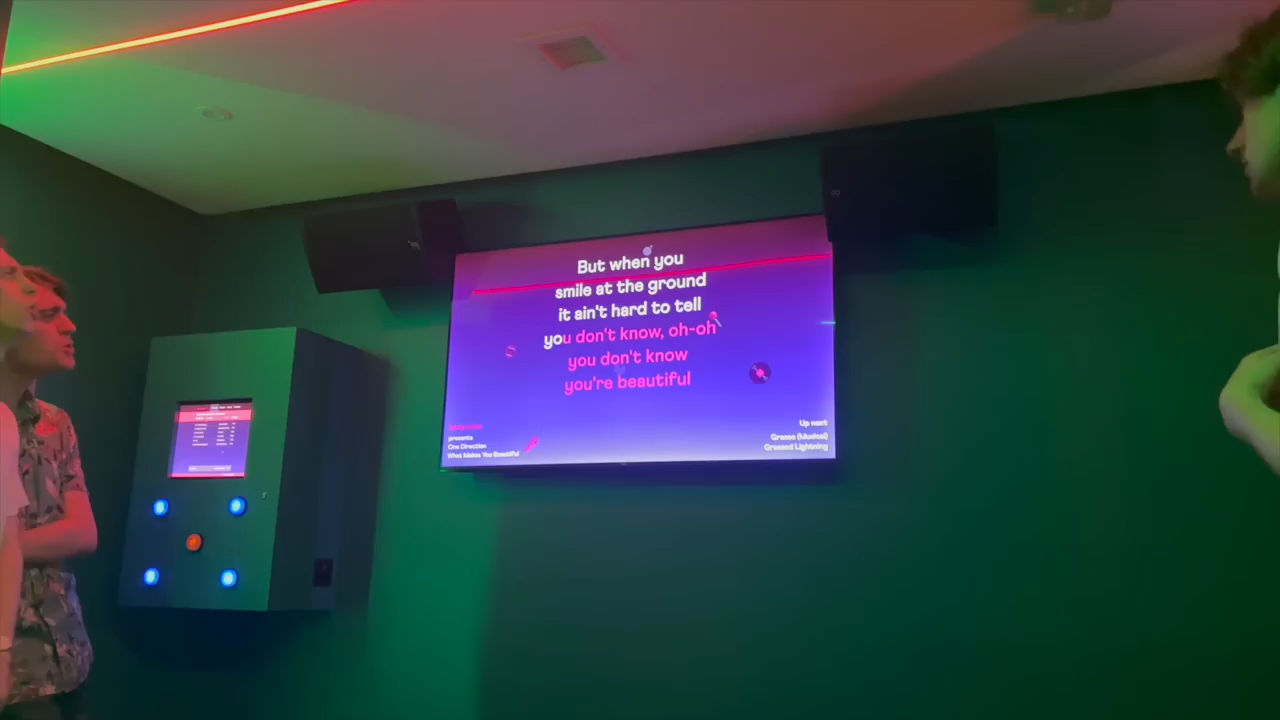 But when you
smile at the ground
it ain't hard to tell
you don't know, oh-oh
you don't know
you're beautiful
presents
One Direction
What Makes You Beautiful
Up next
Grease (Musical)
Greased Lightning